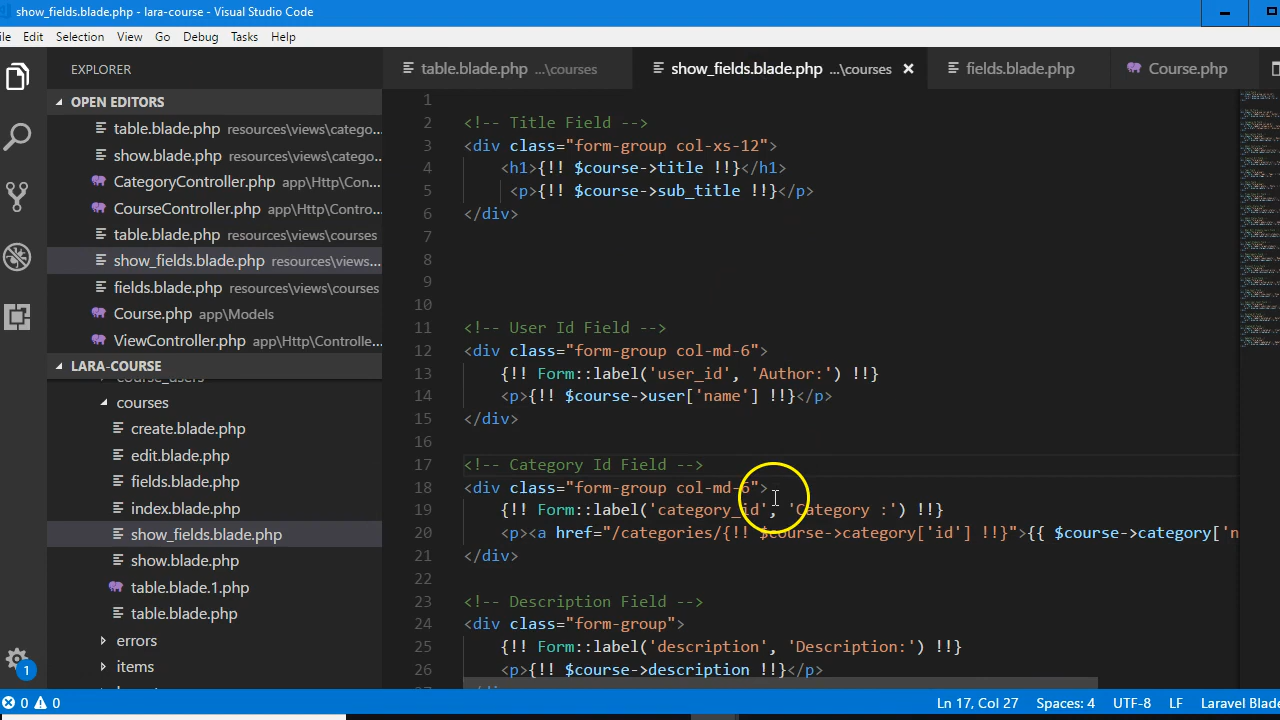 show_fields.blade.php - lara-course - Visual Studio Code
ile Edit Selection View Go Debug Tasks Help
EXPLORER
table.blade.php ...\courses
show_fields.blade.php ...\courses ×
fields.blade.php
Course.php
OPEN EDITORS
table.blade.php resources\views\catego...
show.blade.php resources\views\catego...
CategoryController.php app\Http\Con...
CourseController.php app\Http\Contro...
table.blade.php resources\views\courses
show_fields.blade.php resources\views...
fields.blade.php resources\views\courses
Course.php app\Models
ViewController.php app\Http\Controlle...
LARA-COURSE
course_users
courses
create.blade.php
edit.blade.php
fields.blade.php
index.blade.php
show_fields.blade.php
show.blade.php
table.blade.1.php
table.blade.php
errors
items
1
2 <!-- Title Field -->
3 <div class="form-group col-xs-12">
4 <h1>{!! $course->title !!}</h1>
5 <p>{!! $course->sub_title !!}</p>
6 </div>
7
8
9
10
11 <!-- User Id Field -->
12 <div class="form-group col-md-6">
13 {!! Form::label('user_id', 'Author:') !!}
14 <p>{!! $course->user['name'] !!}</p>
15 </div>
16
17 <!-- Category Id Field -->
18 <div class="form-group col-md-6">
19 {!! Form::label('category_id', 'Category :') !!}
20 <p><a href="/categories/{!! $course->category['id'] !!}">{{ $course->category['n
21 </div>
22
23 <!-- Description Field -->
24 <div class="form-group">
25 {!! Form::label('description', 'Description:') !!}
26 <p>{!! $course->description !!}</p>
1
0 0
Ln 17, Col 27 Spaces: 4 UTF-8 LF Laravel Blade